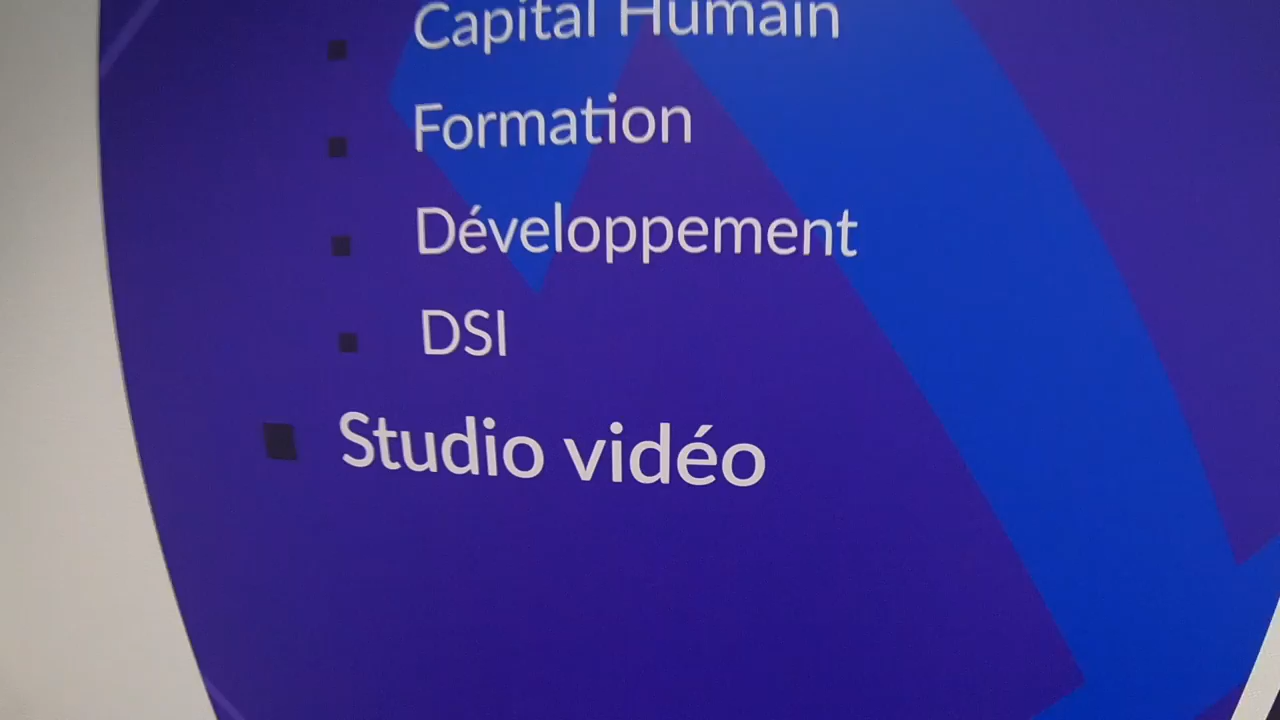 Capital Humain
Formation
Développement
DSI
Studio vidéo